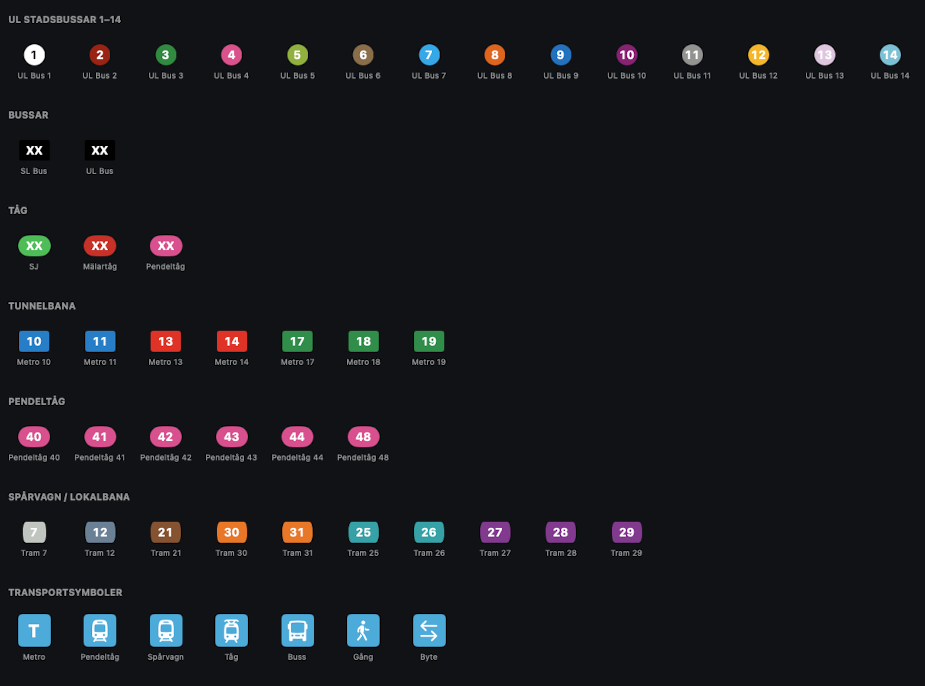 UL STADSBUSSAR 1–14
1 2 3 4 5 6 7 8 9 10 11 12 13 14
UL Bus 1 UL Bus 2 UL Bus 3 UL Bus 4 UL Bus 5 UL Bus 6 UL Bus 7 UL Bus 8 UL Bus 9 UL Bus 10 UL Bus 11 UL Bus 12 UL Bus 13 UL Bus 14
BUSSAR
XX XX
SL Bus UL Bus
TÅG
XX XX XX
SJ Mälartåg Pendeltåg
TUNNELBANA
10 11 13 14 17 18 19
Metro 10 Metro 11 Metro 13 Metro 14 Metro 17 Metro 18 Metro 19
PENDELTÅG
40 41 42 43 44 48
Pendeltåg 40 Pendeltåg 41 Pendeltåg 42 Pendeltåg 43 Pendeltåg 44 Pendeltåg 48
SPÅRVAGN / LOKALBANA
7 12 21 30 31 25 26 27 28 29
Tram 7 Tram 12 Tram 21 Tram 30 Tram 31 Tram 25 Tram 26 Tram 27 Tram 28 Tram 29
TRANSPORTSYMBOLER
T
Metro Pendeltåg Spårvagn Tåg Buss Gång Byte